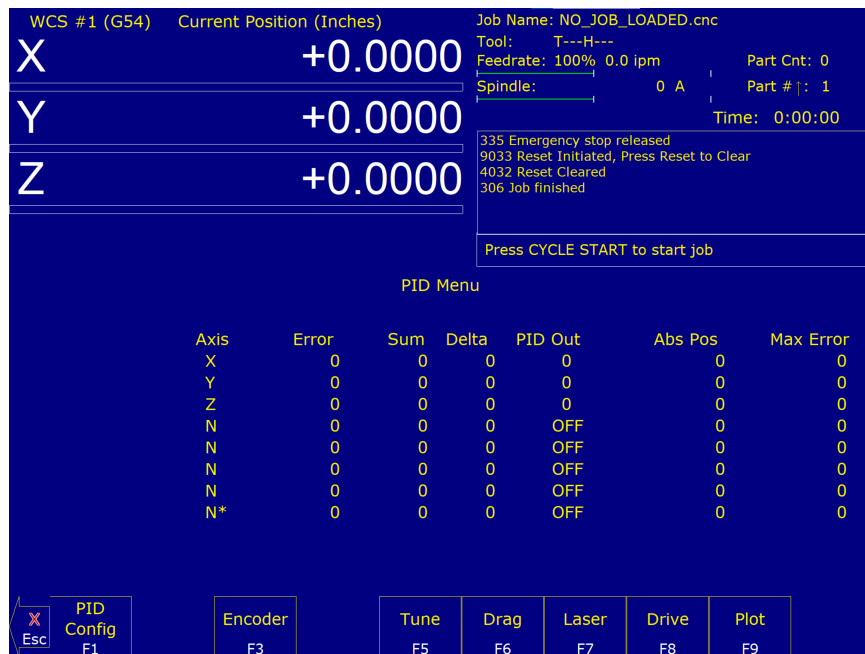 WCS #1 (G54) Current Position (Inches)
X +0.0000
Y +0.0000
Z +0.0000
Job Name: NO_JOB_LOADED.cnc
Tool: T---H---
Feedrate: 100% 0.0 ipm Part Cnt: 0
Spindle: 0 A Part #↑: 1
Time: 0:00:00
335 Emergency stop released
9033 Reset Initiated, Press Reset to Clear
4032 Reset Cleared
306 Job finished
Press CYCLE START to start job
PID Menu
Axis Error Sum Delta PID Out Abs Pos Max Error
X 0 0 0 0 0 0
Y 0 0 0 0 0 0
Z 0 0 0 0 0 0
N 0 0 0 OFF 0 0
N 0 0 0 OFF 0 0
N 0 0 0 OFF 0 0
N 0 0 0 OFF 0 0
N* 0 0 0 OFF 0 0
X Esc
PID Config F1
Encoder F3
Tune F5
Drag F6
Laser F7
Drive F8
Plot F9